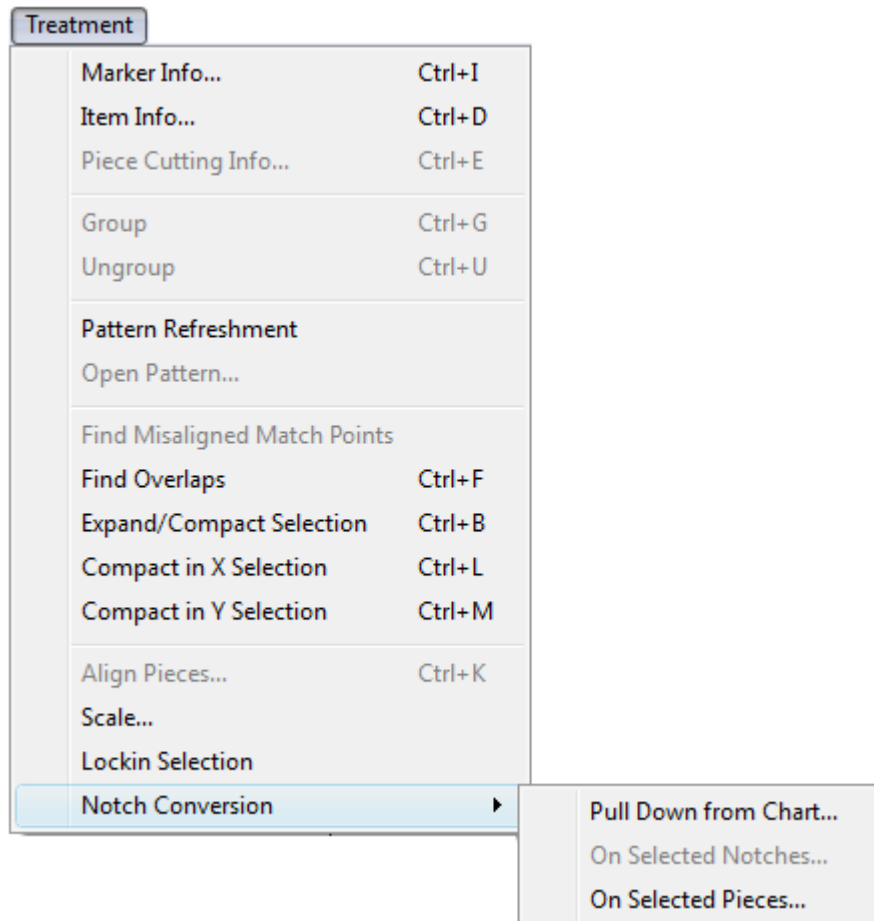 Treatment
Marker Info... Ctrl+I
Item Info... Ctrl+D
Piece Cutting Info... Ctrl+E
Group Ctrl+G
Ungroup Ctrl+U
Pattern Refreshment
Open Pattern...
Find Misaligned Match Points
Find Overlaps Ctrl+F
Expand/Compact Selection Ctrl+B
Compact in X Selection Ctrl+L
Compact in Y Selection Ctrl+M
Align Pieces... Ctrl+K
Scale...
Lockin Selection
Notch Conversion
Pull Down from Chart...
On Selected Notches...
On Selected Pieces...